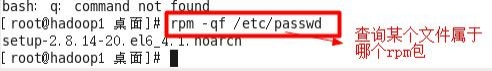 bash: q: command not found
[root@hadoop1 桌面]# rpm -qf /etc/passwd
setup-2.8.14-20.el6_4.1.noarch
[root@hadoop1 桌面]#
查询某个文件属于
哪个rpm包